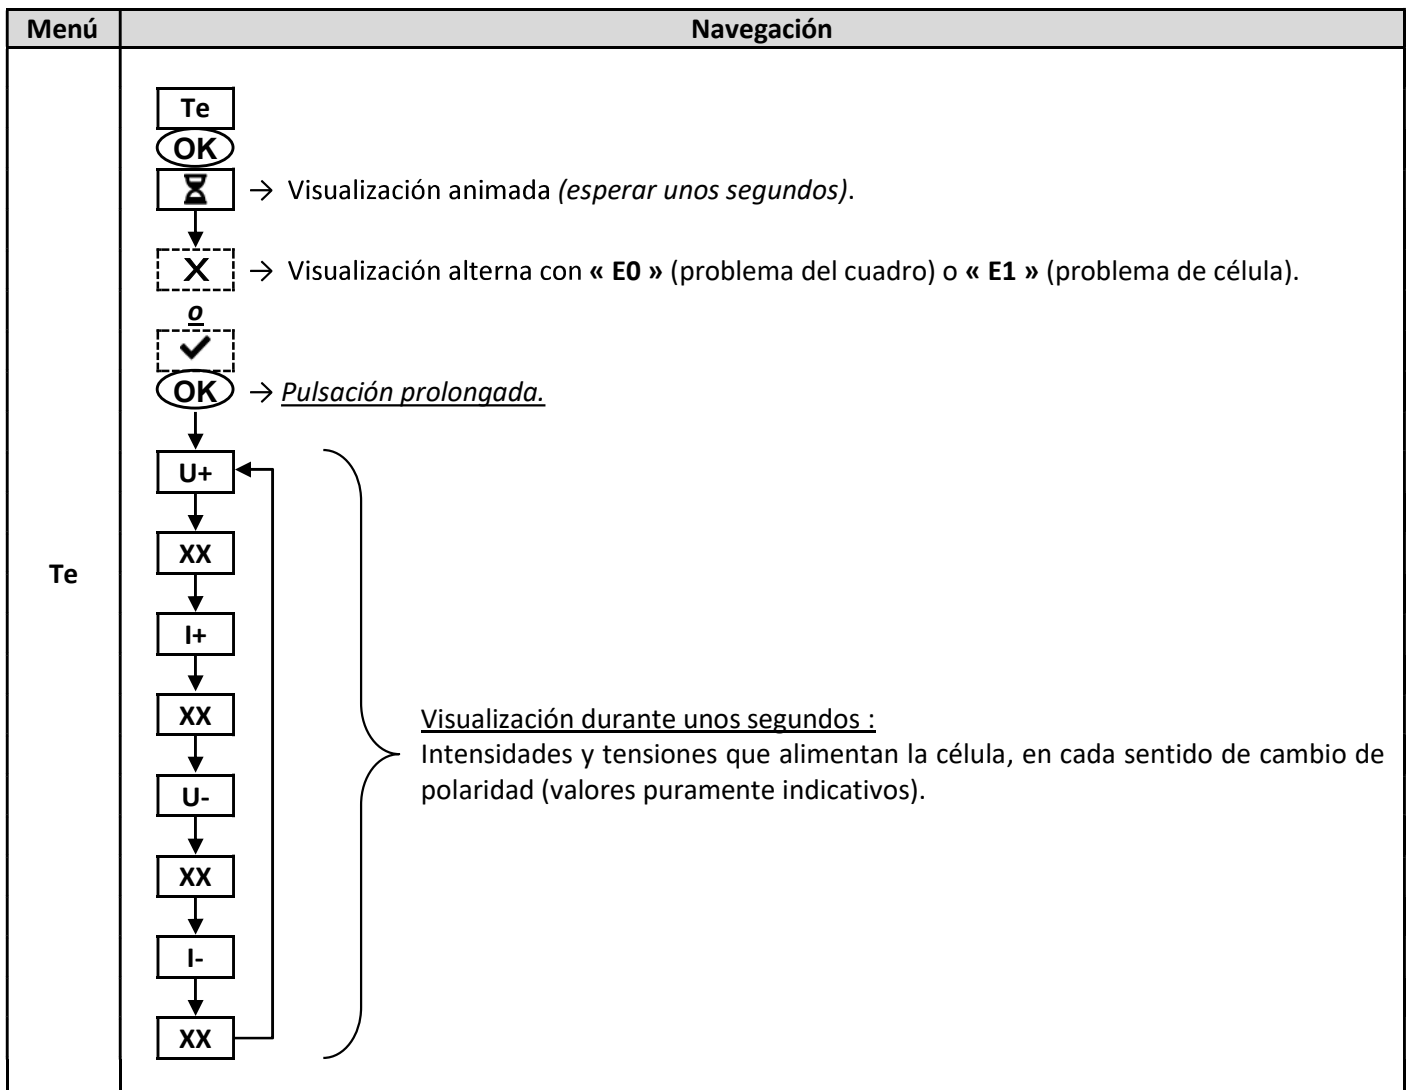 Menú Navegación
Te
OK
→ Visualización animada (esperar unos segundos).
X → Visualización alterna con « E0 » (problema del cuadro) o « E1 » (problema de célula).
o
✔
OK → Pulsación prolongada.
U+
XX
Te
I+
XX
Visualización durante unos segundos :
Intensidades y tensiones que alimentan la célula, en cada sentido de cambio de
polaridad (valores puramente indicativos).
U-
XX
I-
XX